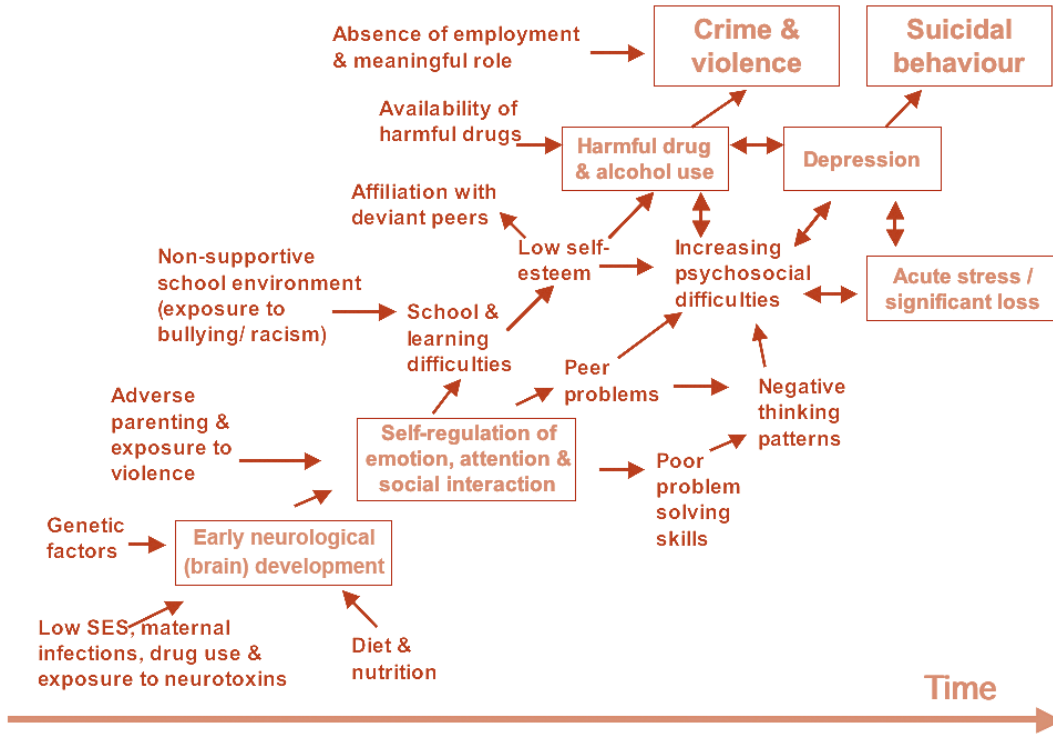 Absence of employment
& meaningful role
Crime &
violence
Suicidal
behaviour
Availability of
harmful drugs
Harmful drug
& alcohol use
Depression
Affiliation with
deviant peers
Low self-
esteem
Increasing
psychosocial
difficulties
Acute stress /
significant loss
Non-supportive
school environment
(exposure to
bullying/ racism)
School &
learning
difficulties
Peer
problems
Negative
thinking
patterns
Adverse
parenting &
exposure to
violence
Self-regulation of
emotion, attention &
social interaction
Poor
problem
solving
skills
Genetic
factors
Early neurological
(brain) development
Low SES, maternal
infections, drug use &
exposure to neurotoxins
Diet &
nutrition
Time